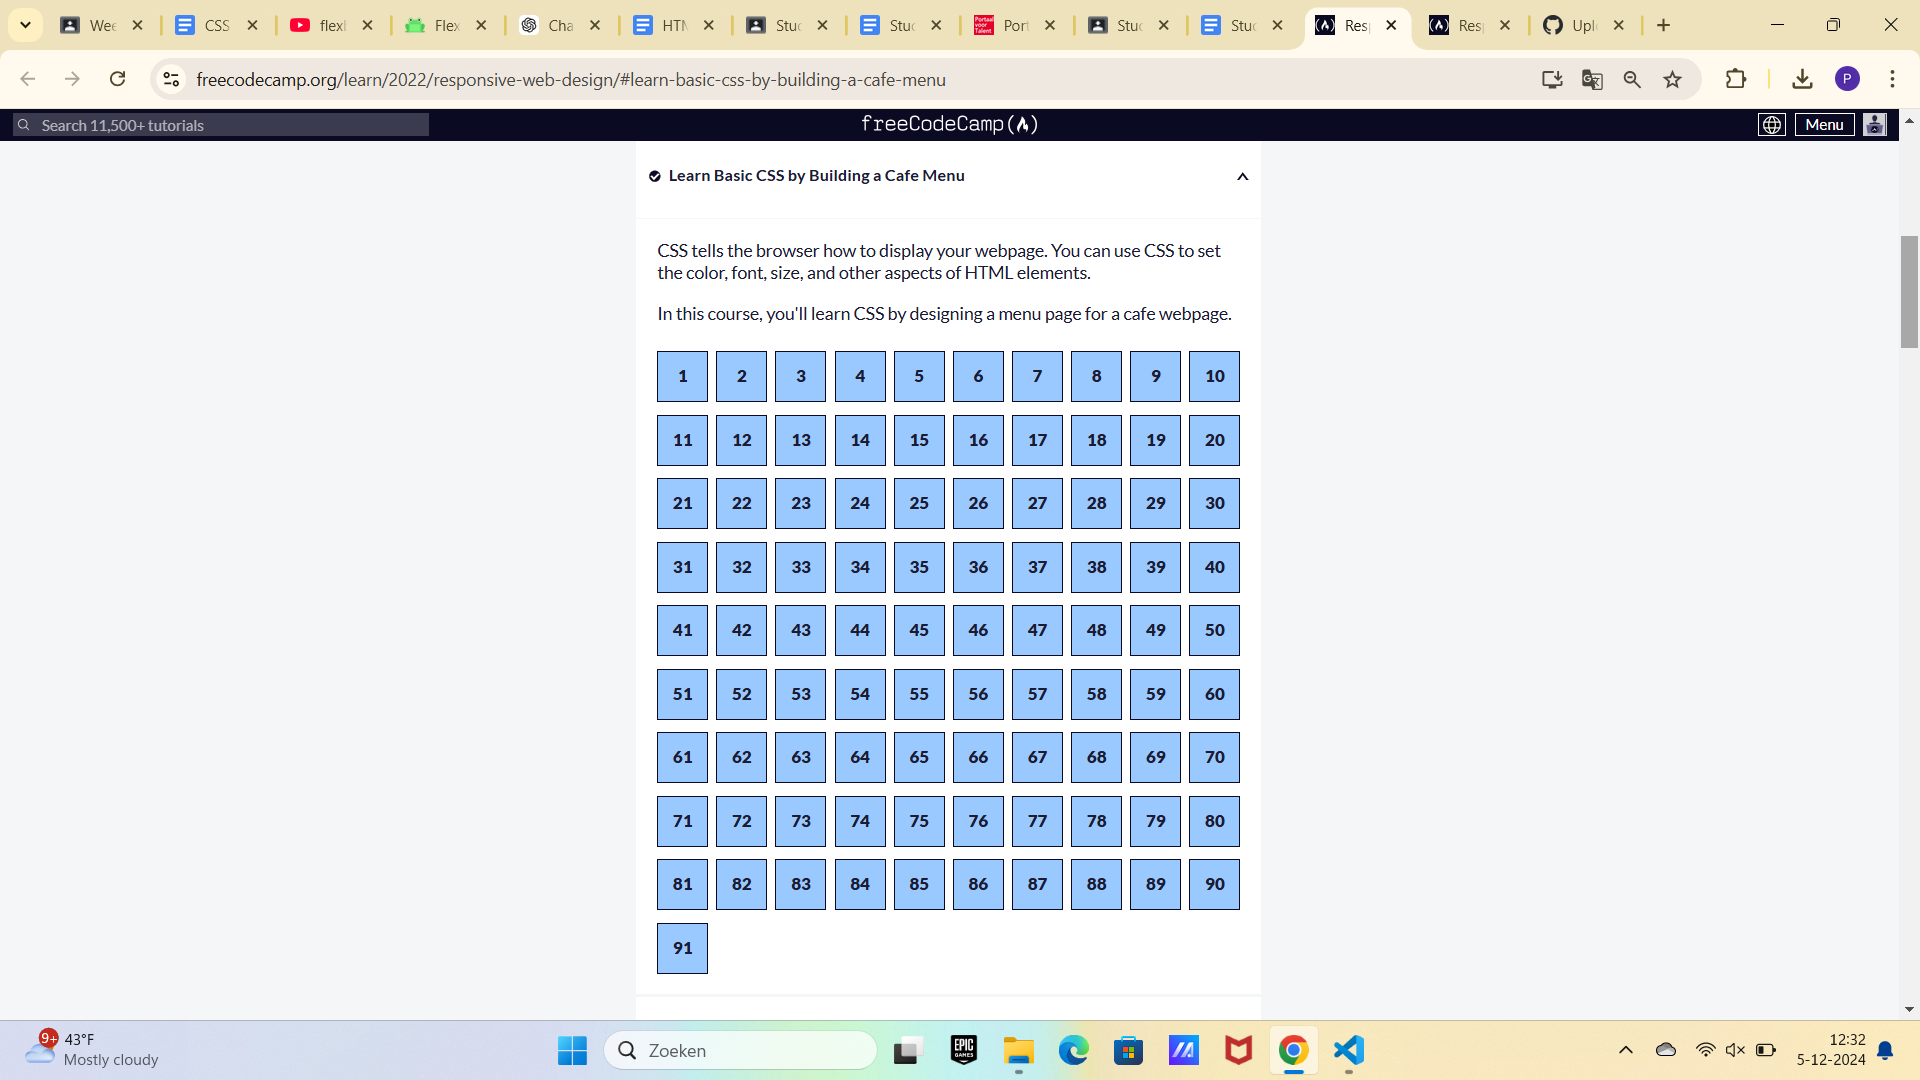 Wee
CSS
flexl
Flex
Cha
HTM
Stuc
Stuc
Port
Stuc
Stuc
Resp
Resp
Uplo
freecodecamp.org/learn/2022/responsive-web-design/#learn-basic-css-by-building-a-cafe-menu
P
Search 11,500+ tutorials
freeCodeCamp
Menu
Learn Basic CSS by Building a Cafe Menu
CSS tells the browser how to display your webpage. You can use CSS to set
the color, font, size, and other aspects of HTML elements.
In this course, you'll learn CSS by designing a menu page for a cafe webpage.
1 2 3 4 5 6 7 8 9 10
11 12 13 14 15 16 17 18 19 20
21 22 23 24 25 26 27 28 29 30
31 32 33 34 35 36 37 38 39 40
41 42 43 44 45 46 47 48 49 50
51 52 53 54 55 56 57 58 59 60
61 62 63 64 65 66 67 68 69 70
71 72 73 74 75 76 77 78 79 80
81 82 83 84 85 86 87 88 89 90
91
9+
43°F
Mostly cloudy
Zoeken
EPIC
GAMES
12:32
5-12-2024